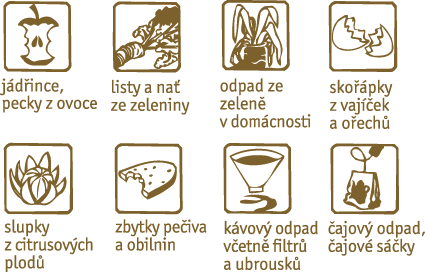 jádřince,
pecky z ovoce
listy a nať
ze zeleniny
odpad ze
zeleně
v domácnosti
skořápky
z vajíček
a ořechů
slupky
z citrusových
plodů
zbytky pečiva
a obilnin
kávový odpad
včetně filtrů
a ubrousků
čajový odpad,
čajové sáčky